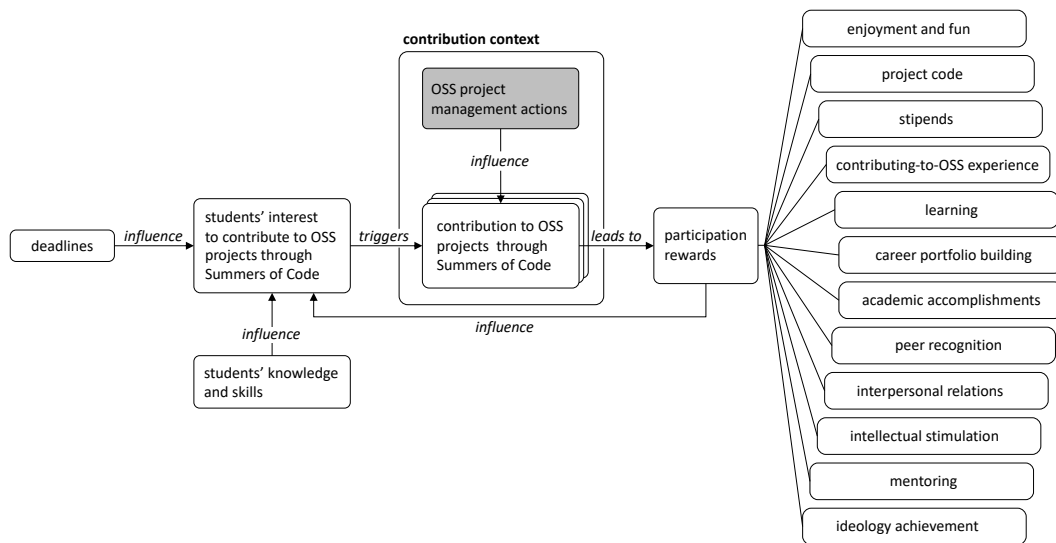 contribution context
OSS project
management actions
influence
deadlines
influence
students’ interest
to contribute to OSS
projects through
Summers of Code
triggers
contribution to OSS
projects through
Summers of Code
leads to
participation
rewards
influence
influence
students’ knowledge
and skills
enjoyment and fun
project code
stipends
contributing-to-OSS experience
learning
career portfolio building
academic accomplishments
peer recognition
interpersonal relations
intellectual stimulation
mentoring
ideology achievement